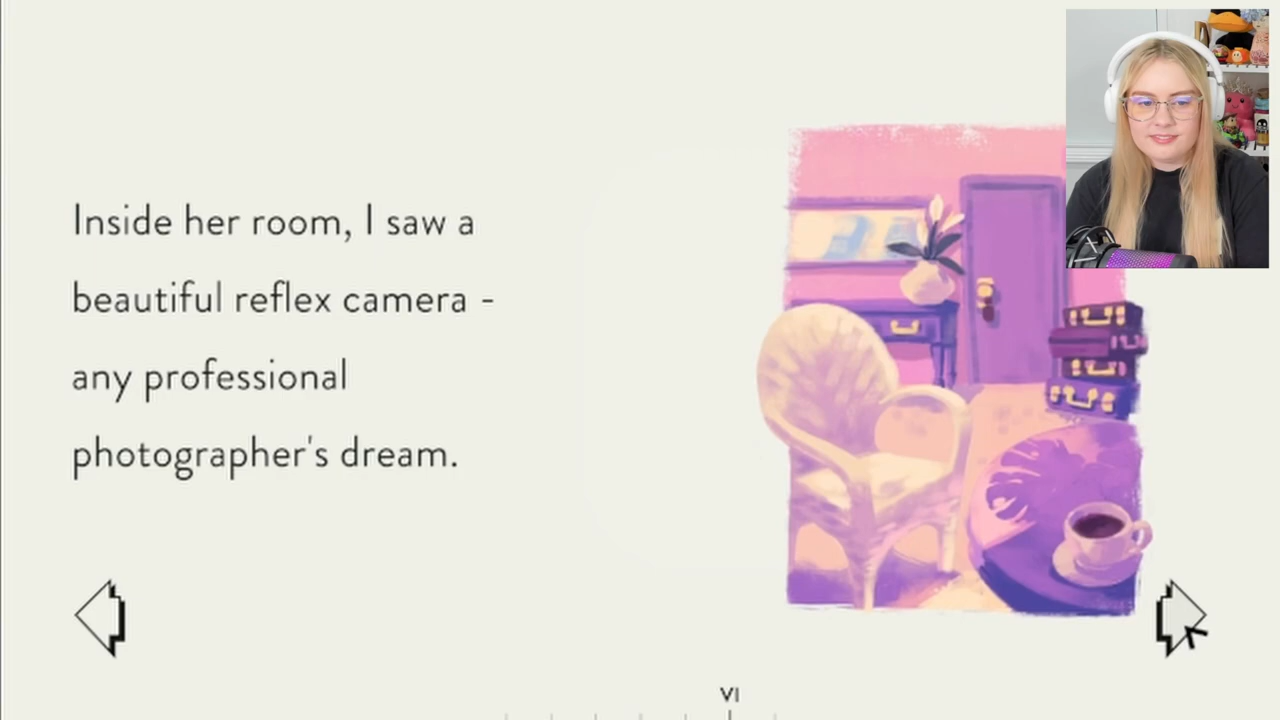 Inside her room, I saw a
beautiful reflex camera -
any professional
photographer's dream.
VI